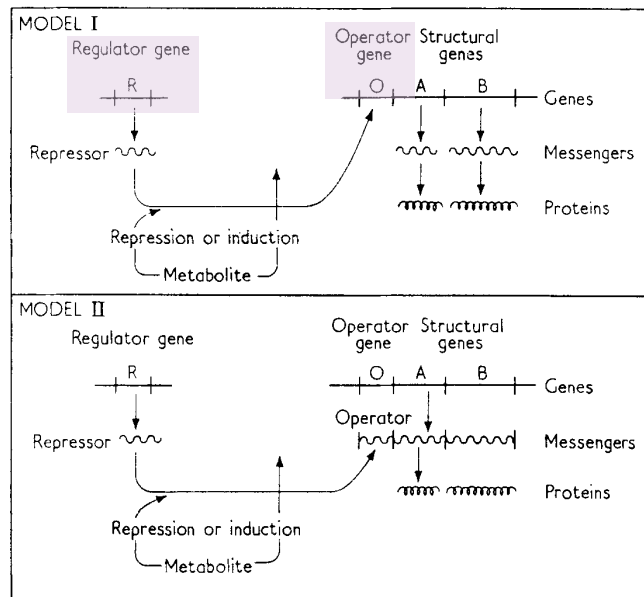 MODEL I
Regulator gene
Operator gene
Structural genes
R
O A B
Genes
Repressor
Messengers
Proteins
Repression or induction
Metabolite
MODEL II
Regulator gene
Operator gene
Structural genes
R
O A B
Genes
Operator
Repressor
Messengers
Proteins
Repression or induction
Metabolite